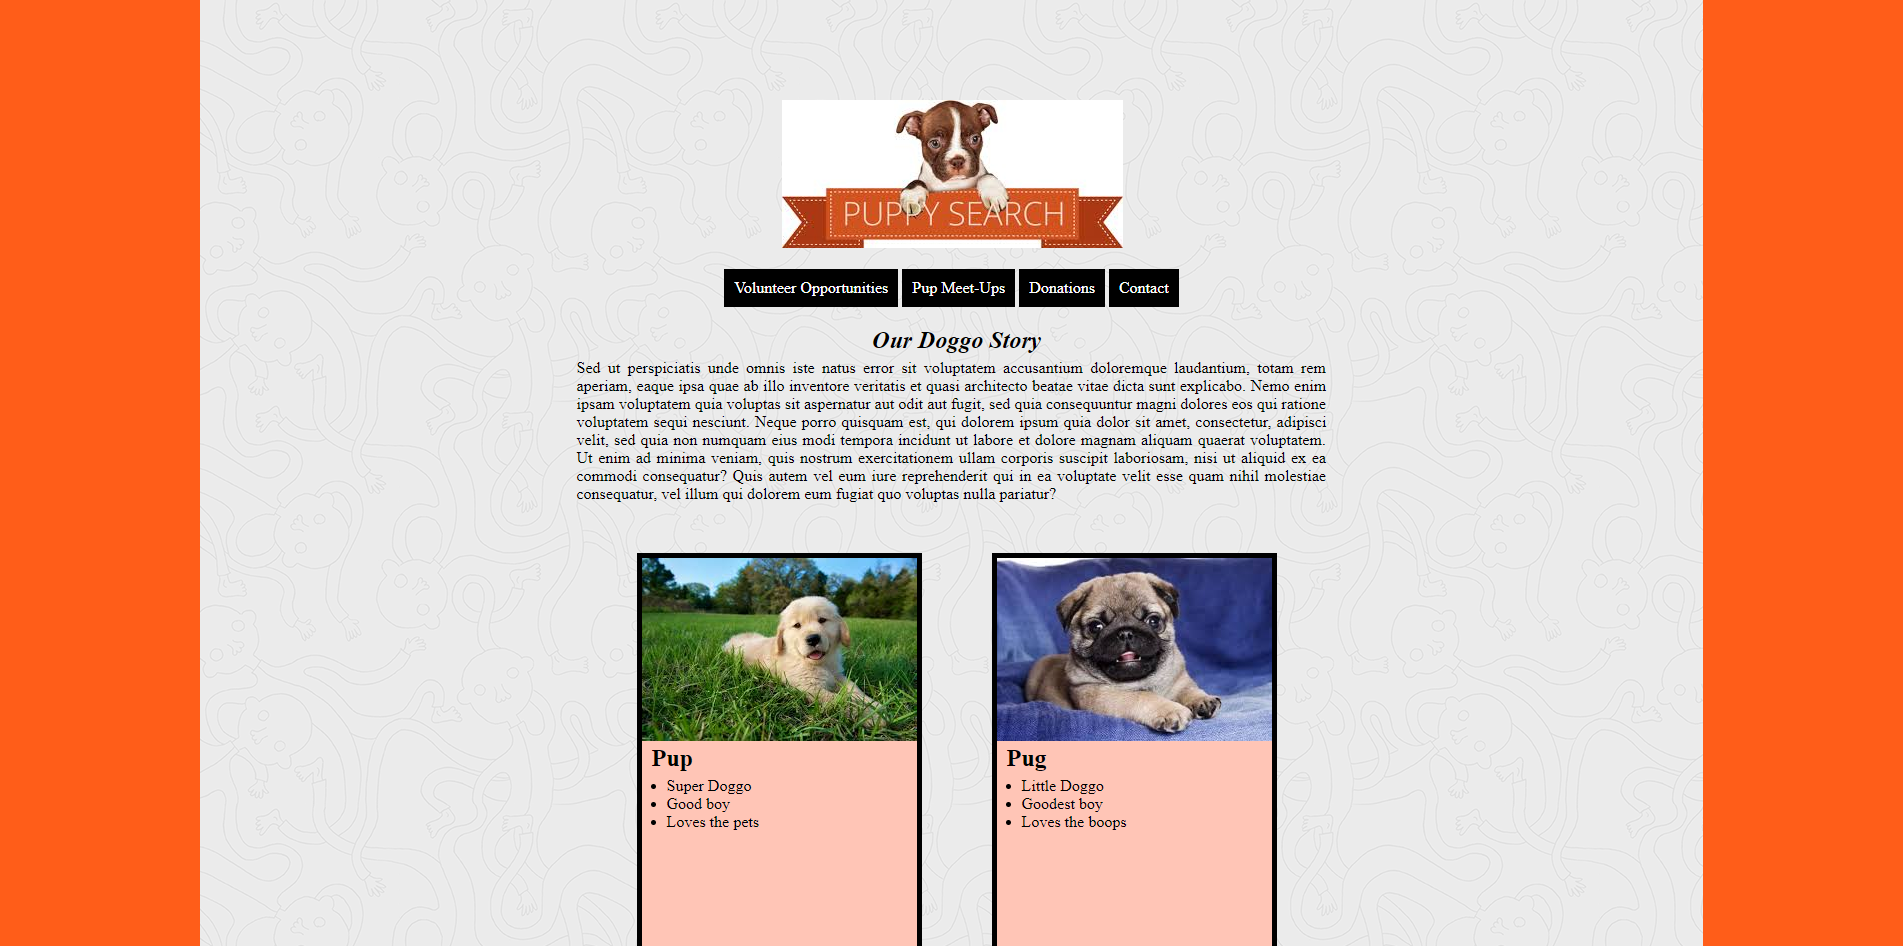 PUPPY SEARCH
Volunteer Opportunities Pup Meet-Ups Donations Contact
Our Doggo Story
Sed ut perspiciatis unde omnis iste natus error sit voluptatem accusantium doloremque laudantium, totam rem
aperiam, eaque ipsa quae ab illo inventore veritatis et quasi architecto beatae vitae dicta sunt explicabo. Nemo enim
ipsam voluptatem quia voluptas sit aspernatur aut odit aut fugit, sed quia consequuntur magni dolores eos qui ratione
voluptatem sequi nesciunt. Neque porro quisquam est, qui dolorem ipsum quia dolor sit amet, consectetur, adipisci
velit, sed quia non numquam eius modi tempora incidunt ut labore et dolore magnam aliquam quaerat voluptatem.
Ut enim ad minima veniam, quis nostrum exercitationem ullam corporis suscipit laboriosam, nisi ut aliquid ex ea
commodi consequatur? Quis autem vel eum iure reprehenderit qui in ea voluptate velit esse quam nihil molestiae
consequatur, vel illum qui dolorem eum fugiat quo voluptas nulla pariatur?
Pup
Super Doggo
Good boy
Loves the pets
Pug
Little Doggo
Goodest boy
Loves the boops